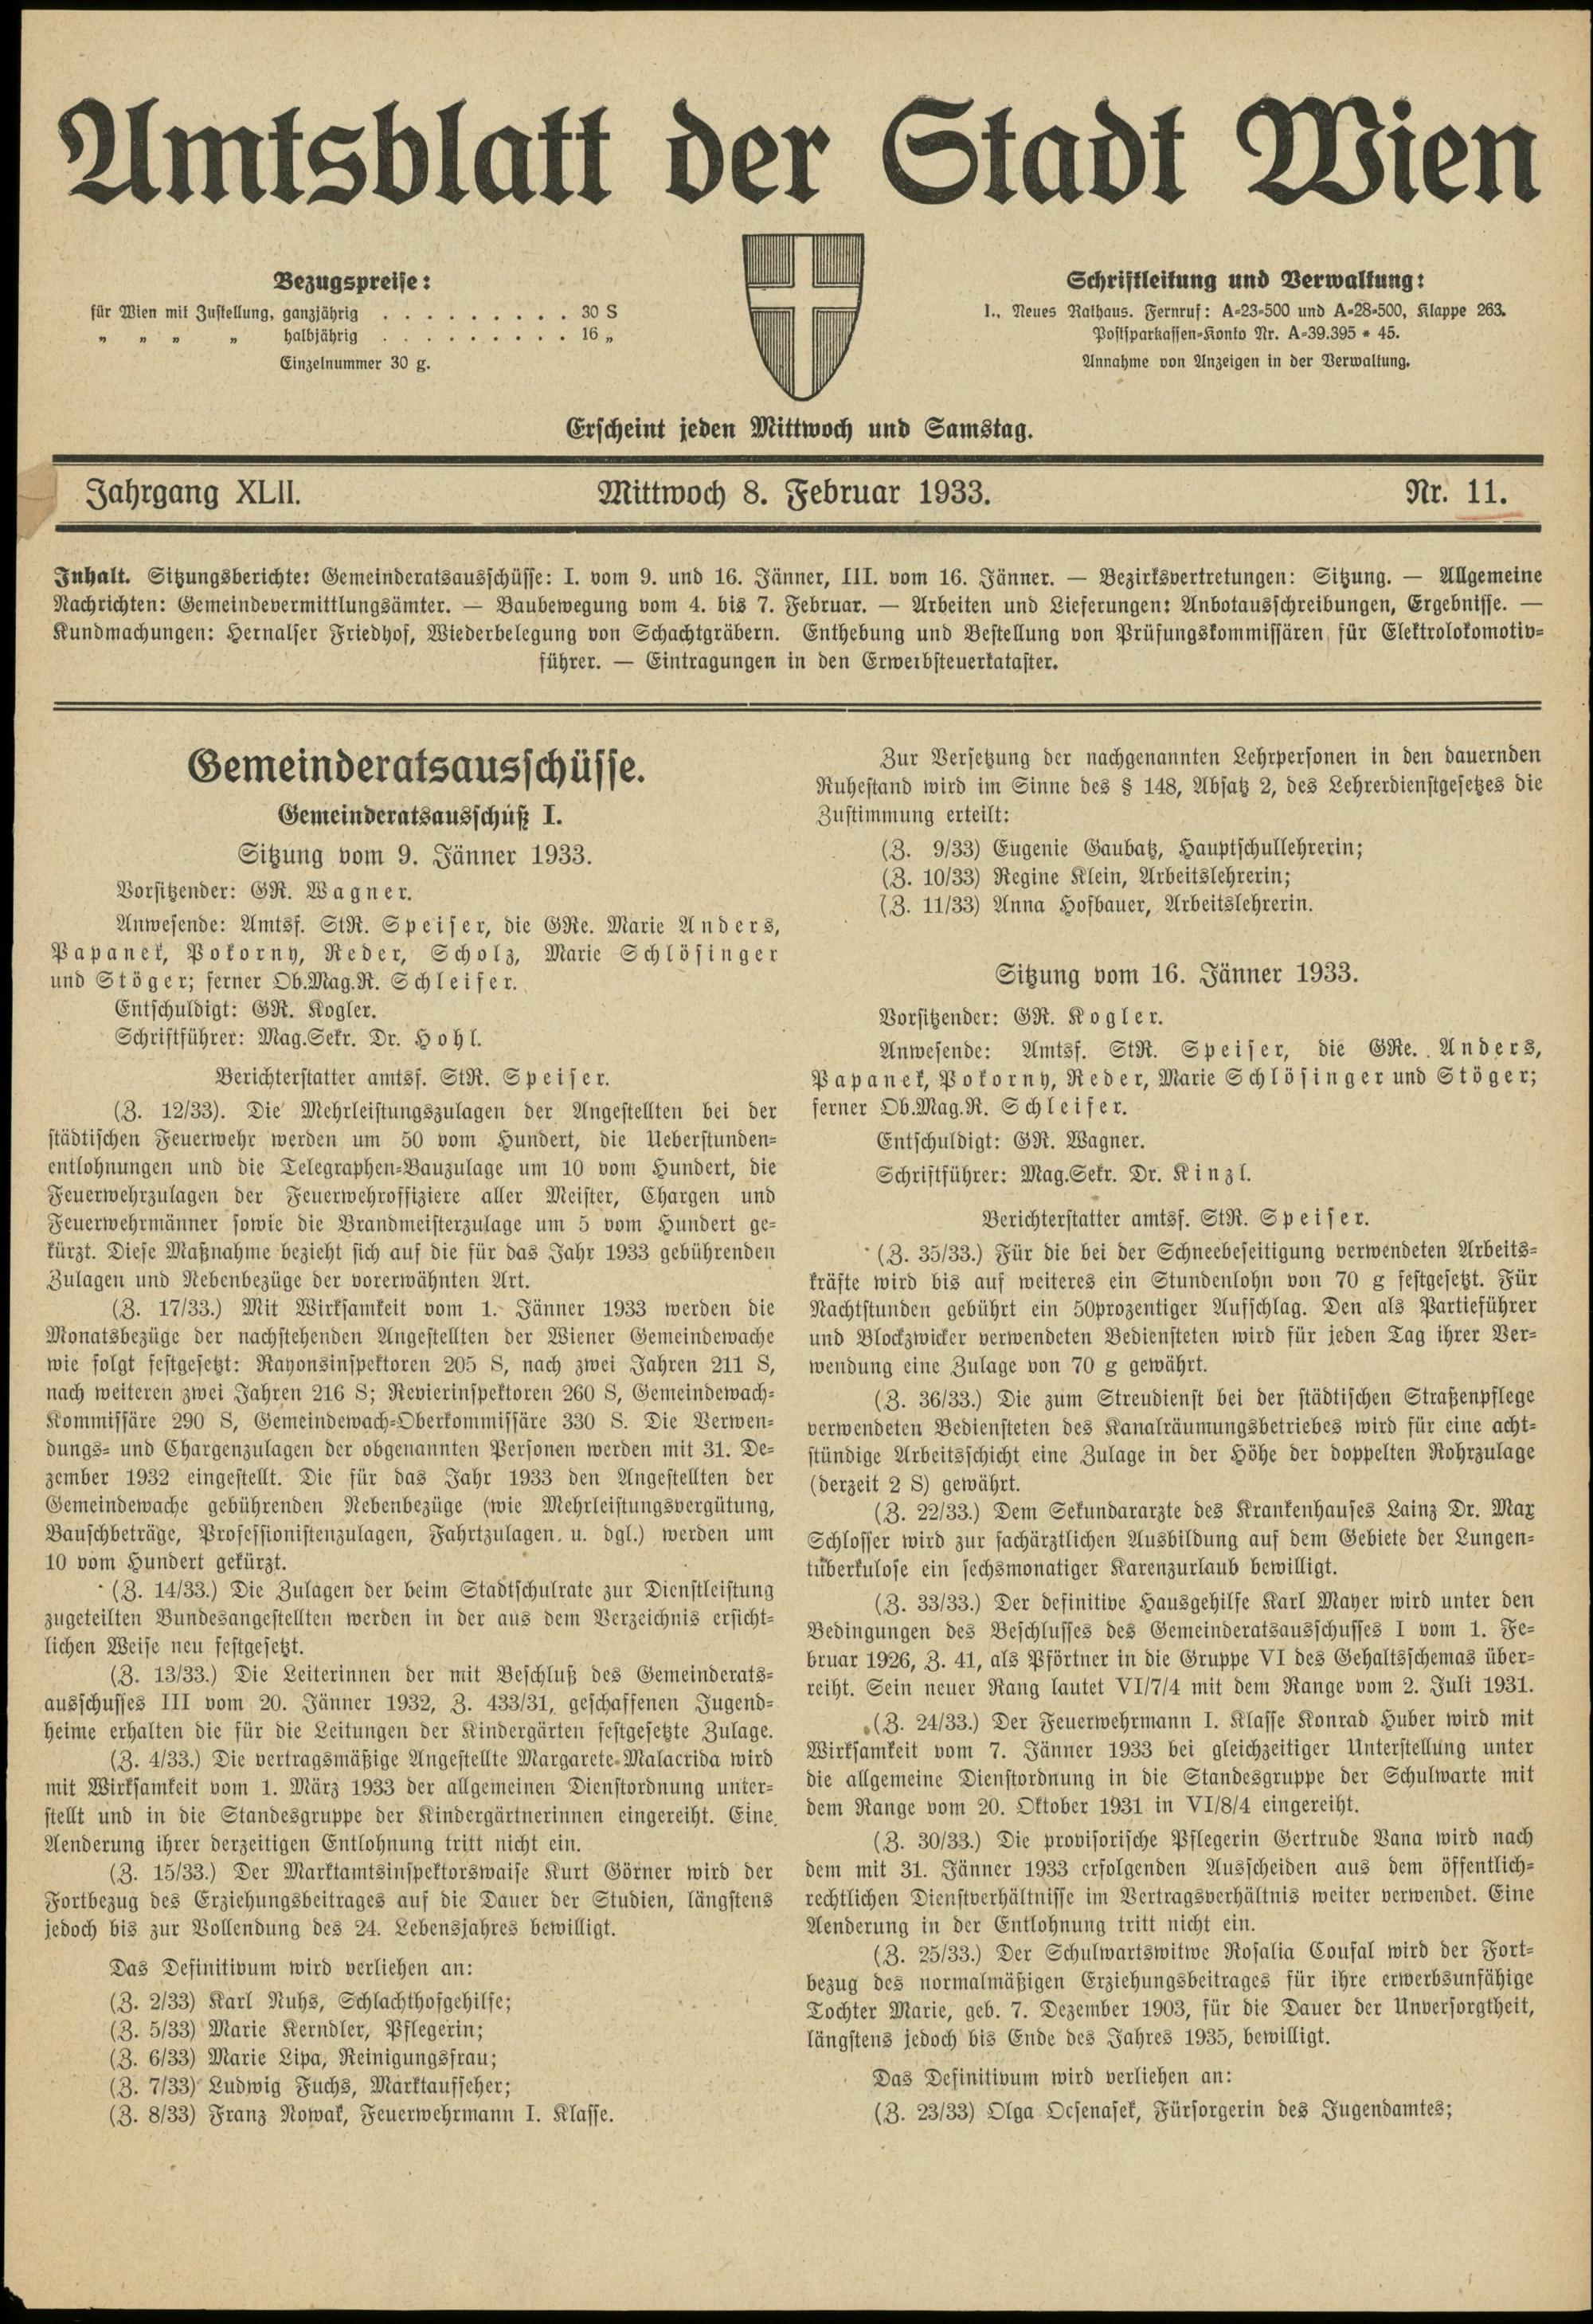 Amtsblatt der Stadt Wien
Bezugspreise:
für Wien mit Zustellung, ganzjährig . . . . . . . . . 30 S
„ „ „ „ halbjährig . . . . . . . . . 16 „
Einzelnummer 30 g.
Schriftleitung und Verwaltung:
I., Neues Rathaus. Fernruf: A-23-500 und A-28-500, Klappe 263.
Postsparkassen-Konto Nr. A-39.395 * 45.
Annahme von Anzeigen in der Verwaltung.
Erscheint jeden Mittwoch und Samstag.
Jahrgang XLII. Mittwoch 8. Februar 1933. Nr. 11.
Inhalt. Sitzungsberichte: Gemeinderatsausschüsse: I. vom 9. und 16. Jänner, III. vom 16. Jänner. — Bezirksvertretungen: Sitzung. — Allgemeine
Nachrichten: Gemeindevermittlungsämter. — Baubewegung vom 4. bis 7. Februar. — Arbeiten und Lieferungen: Anbotausschreibungen, Ergebnisse. —
Kundmachungen: Hernalser Friedhof, Wiederbelegung von Schachtgräbern. Enthebung und Bestellung von Prüfungskommissären für Elektrolokomotiv-
führer. — Eintragungen in den Erwerbsteuerkataster.
Gemeinderatsausschüsse.
Gemeinderatsausschuß I.
Sitzung vom 9. Jänner 1933.
Vorsitzender: GR. Wagner.
Anwesende: Amtsf. StR. Speiser, die GRe. Marie Anders,
Papanek, Pokorny, Reder, Scholz, Marie Schlösinger
und Stöger; ferner Ob.Mag.R. Schleifer.
Entschuldigt: GR. Kogler.
Schriftführer: Mag.Sekr. Dr. Hohl.
Berichterstatter amtsf. StR. Speiser.
(Z. 12/33). Die Mehrleistungszulagen der Angestellten bei der
städtischen Feuerwehr werden um 50 vom Hundert, die Ueberstunden-
entlohnungen und die Telegraphen-Bauzulage um 10 vom Hundert, die
Feuerwehrzulagen der Feuerwehroffiziere aller Meister, Chargen und
Feuerwehrmänner sowie die Brandmeisterzulage um 5 vom Hundert ge-
kürzt. Diese Maßnahme bezieht sich auf die für das Jahr 1933 gebührenden
Zulagen und Nebenbezüge der vorerwähnten Art.
(Z. 17/33.) Mit Wirksamkeit vom 1. Jänner 1933 werden die
Monatsbezüge der nachstehenden Angestellten der Wiener Gemeindewache
wie folgt festgesetzt: Rayonsinspektoren 205 S, nach zwei Jahren 211 S,
nach weiteren zwei Jahren 216 S; Revierinspektoren 260 S, Gemeindewach-
Kommissäre 290 S, Gemeindewach-Oberkommissäre 330 S. Die Verwen-
dungs- und Chargenzulagen der obgenannten Personen werden mit 31. De-
zember 1932 eingestellt. Die für das Jahr 1933 den Angestellten der
Gemeindewache gebührenden Nebenbezüge (wie Mehrleistungsvergütung,
Bauschbeträge, Professionistenzulagen, Fahrtzulagen. u. dgl.) werden um
10 vom Hundert gekürzt.
(Z. 14/33.) Die Zulagen der beim Stadtschulrate zur Dienstleistung
zugeteilten Bundesangestellten werden in der aus dem Verzeichnis ersicht-
lichen Weise neu festgesetzt.
(Z. 13/33.) Die Leiterinnen der mit Beschluß des Gemeinderats-
ausschusses III vom 20. Jänner 1932, Z. 433/31, geschaffenen Jugend-
heime erhalten die für die Leitungen der Kindergärten festgesetzte Zulage.
(Z. 4/33.) Die vertragsmäßige Angestellte Margarete Malacrida wird
mit Wirksamkeit vom 1. März 1933 der allgemeinen Dienstordnung unter-
stellt und in die Standesgruppe der Kindergärtnerinnen eingereiht. Eine
Aenderung ihrer derzeitigen Entlohnung tritt nicht ein.
(Z. 15/33.) Der Marktamtsinspektorswaise Kurt Görner wird der
Fortbezug des Erziehungsbeitrages auf die Dauer der Studien, längstens
jedoch bis zur Vollendung des 24. Lebensjahres bewilligt.
Das Definitivum wird verliehen an:
(Z. 2/33) Karl Ruhs, Schlachthofgehilfe;
(Z. 5/33) Marie Kerndler, Pflegerin;
(Z. 6/33) Marie Lipa, Reinigungsfrau;
(Z. 7/33) Ludwig Fuchs, Marktaufseher;
(Z. 8/33) Franz Nowak, Feuerwehrmann I. Klasse.
Zur Versetzung der nachgenannten Lehrpersonen in den dauernden
Ruhestand wird im Sinne des § 148, Absatz 2, des Lehrerdienstgesetzes die
Zustimmung erteilt:
(Z. 9/33) Eugenie Gaubatz, Hauptschullehrerin;
(Z. 10/33) Regine Klein, Arbeitslehrerin;
(Z. 11/33) Anna Hofbauer, Arbeitslehrerin.
Sitzung vom 16. Jänner 1933.
Vorsitzender: GR. Kogler.
Anwesende: Amtsf. StR. Speiser, die GRe. Anders,
Papanek, Pokorny, Reder, Marie Schlösinger und Stöger;
ferner Ob.Mag.R. Schleifer.
Entschuldigt: GR. Wagner.
Schriftführer: Mag.Sekr. Dr. Kinzl.
Berichterstatter amtsf. StR. Speiser.
(Z. 35/33.) Für die bei der Schneebeseitigung verwendeten Arbeits-
kräfte wird bis auf weiteres ein Stundenlohn von 70 g festgesetzt. Für
Nachtstunden gebührt ein 50prozentiger Aufschlag. Den als Partieführer
und Blockzwicker verwendeten Bediensteten wird für jeden Tag ihrer Ver-
wendung eine Zulage von 70 g gewährt.
(Z. 36/33.) Die zum Streudienst bei der städtischen Straßenpflege
verwendeten Bediensteten des Kanalräumungsbetriebes wird für eine acht-
stündige Arbeitsschicht eine Zulage in der Höhe der doppelten Rohrzulage
(derzeit 2 S) gewährt.
(Z. 22/33.) Dem Sekundararzte des Krankenhauses Lainz Dr. Max
Schlosser wird zur fachärztlichen Ausbildung auf dem Gebiete der Lungen-
tuberkulose ein sechsmonatiger Karenzurlaub bewilligt.
(Z. 33/33.) Der definitive Hausgehilfe Karl Mayer wird unter den
Bedingungen des Beschlusses des Gemeinderatsausschusses I vom 1. Fe-
bruar 1926, Z. 41, als Pförtner in die Gruppe VI des Gehaltsschemas über-
reiht. Sein neuer Rang lautet VI/7/4 mit dem Range vom 2. Juli 1931.
(Z. 24/33.) Der Feuerwehrmann I. Klasse Konrad Huber wird mit
Wirksamkeit vom 7. Jänner 1933 bei gleichzeitiger Unterstellung unter
die allgemeine Dienstordnung in die Standesgruppe der Schulwarte mit
dem Range vom 20. Oktober 1931 in VI/8/4 eingereiht.
(Z. 30/33.) Die provisorische Pflegerin Gertrude Vana wird nach
dem mit 31. Jänner 1933 erfolgenden Ausscheiden aus dem öffentlich-
rechtlichen Dienstverhältnisse im Vertragsverhältnis weiter verwendet. Eine
Aenderung in der Entlohnung tritt nicht ein.
(Z. 25/33.) Der Schulwartswitwe Rosalia Coufal wird der Fort-
bezug des normalmäßigen Erziehungsbeitrages für ihre erwerbsunfähige
Tochter Marie, geb. 7. Dezember 1903, für die Dauer der Unversorgtheit,
längstens jedoch bis Ende des Jahres 1935, bewilligt.
Das Definitivum wird verliehen an:
(Z. 23/33) Olga Ocsenasek, Fürsorgerin des Jugendamtes;